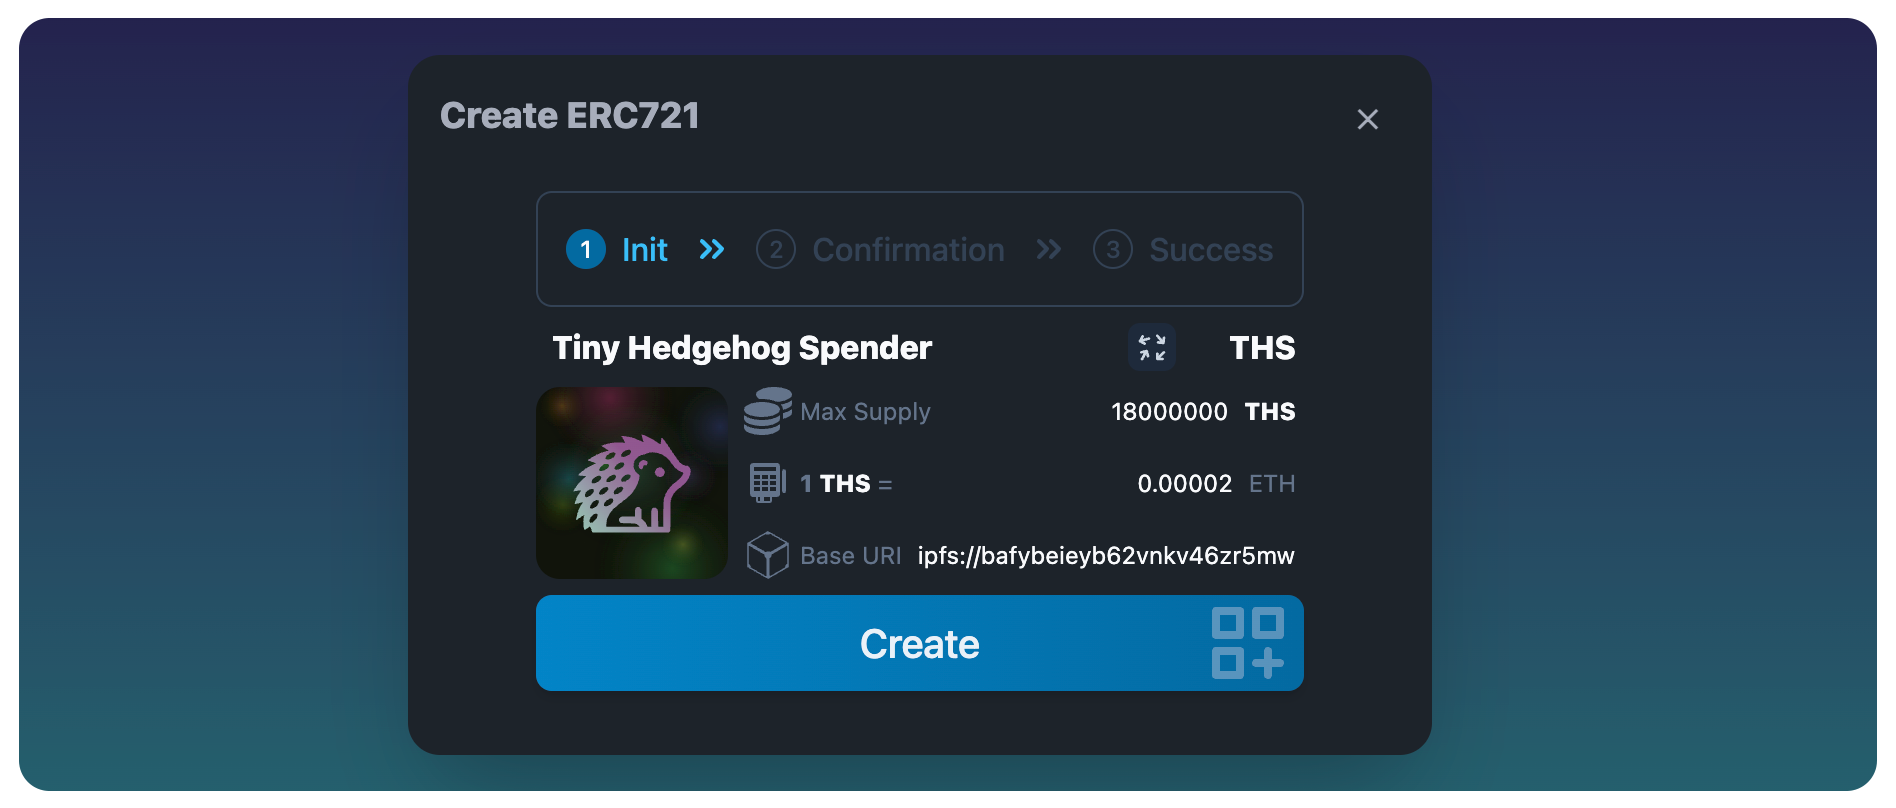 Create ERC721
1 Init 2 Confirmation 3 Success
Tiny Hedgehog Spender THS
Max Supply 18000000 THS
1 THS = 0.00002 ETH
Base URI ipfs://bafybeieyb62vnkv46zr5mw
Create